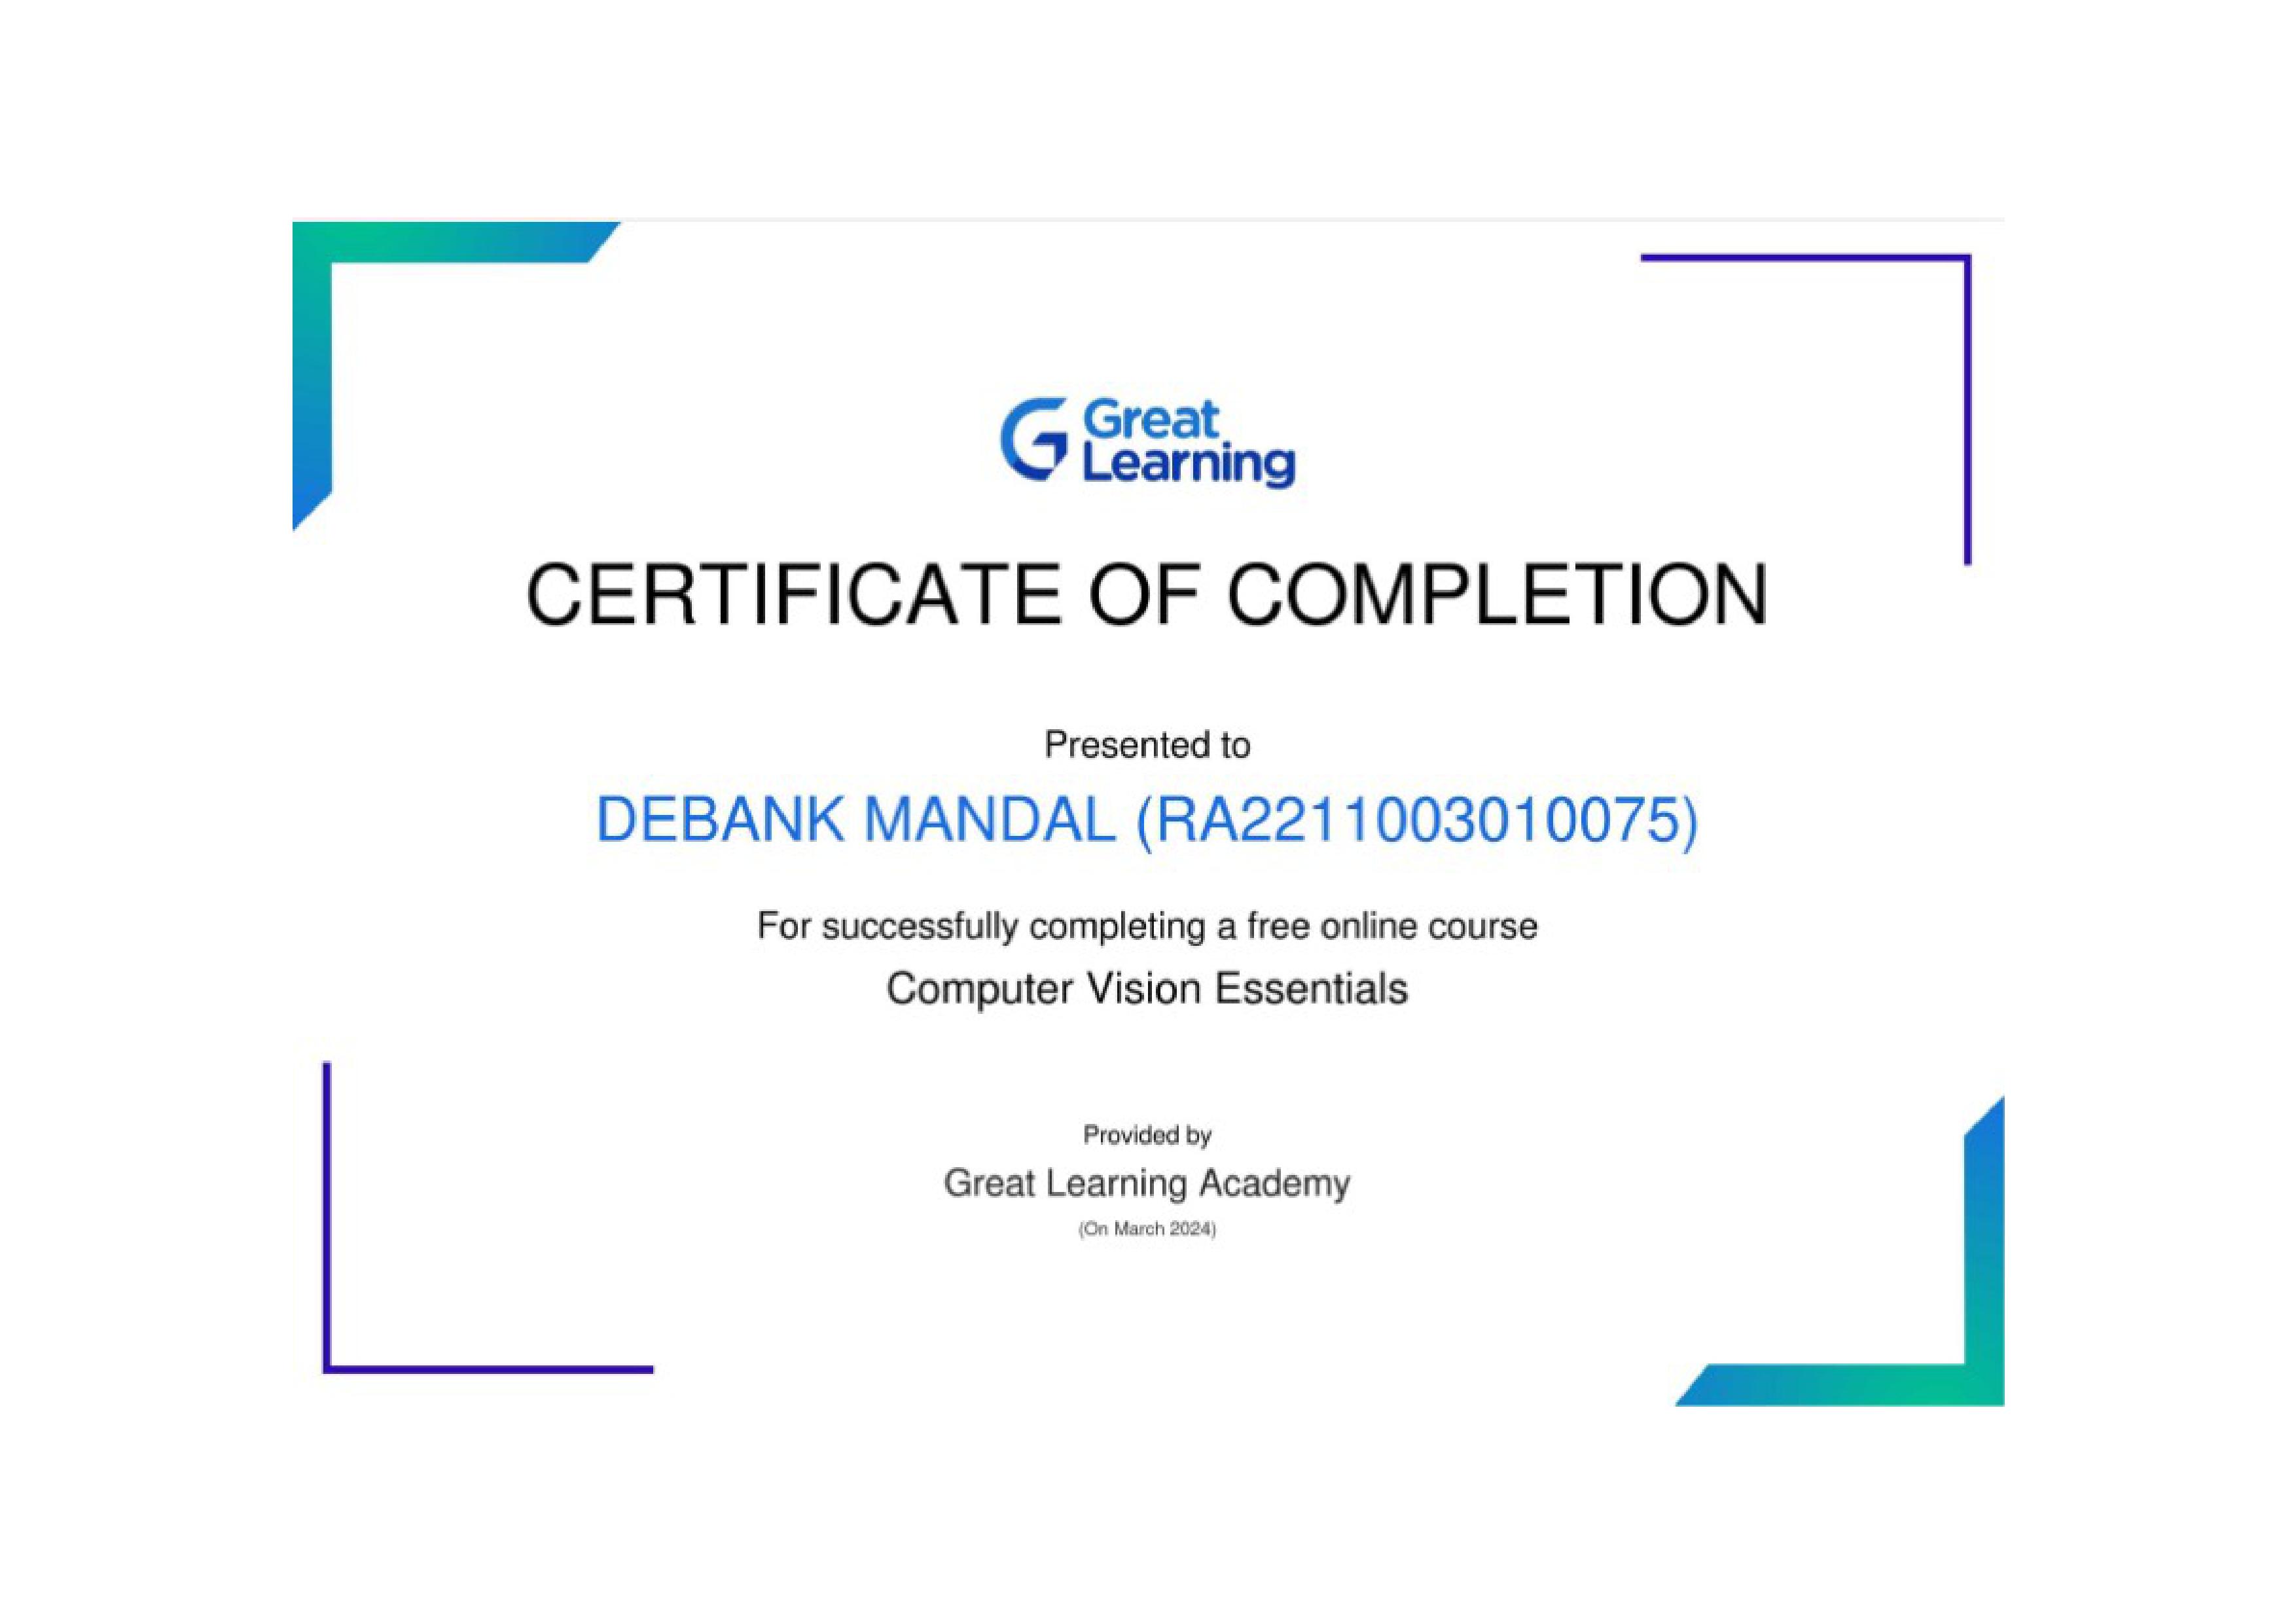 Great
Learning
CERTIFICATE OF COMPLETION
Presented to
DEBANK MANDAL (RA2211003010075)
For successfully completing a free online course
Computer Vision Essentials
Provided by
Great Learning Academy
(On March 2024)